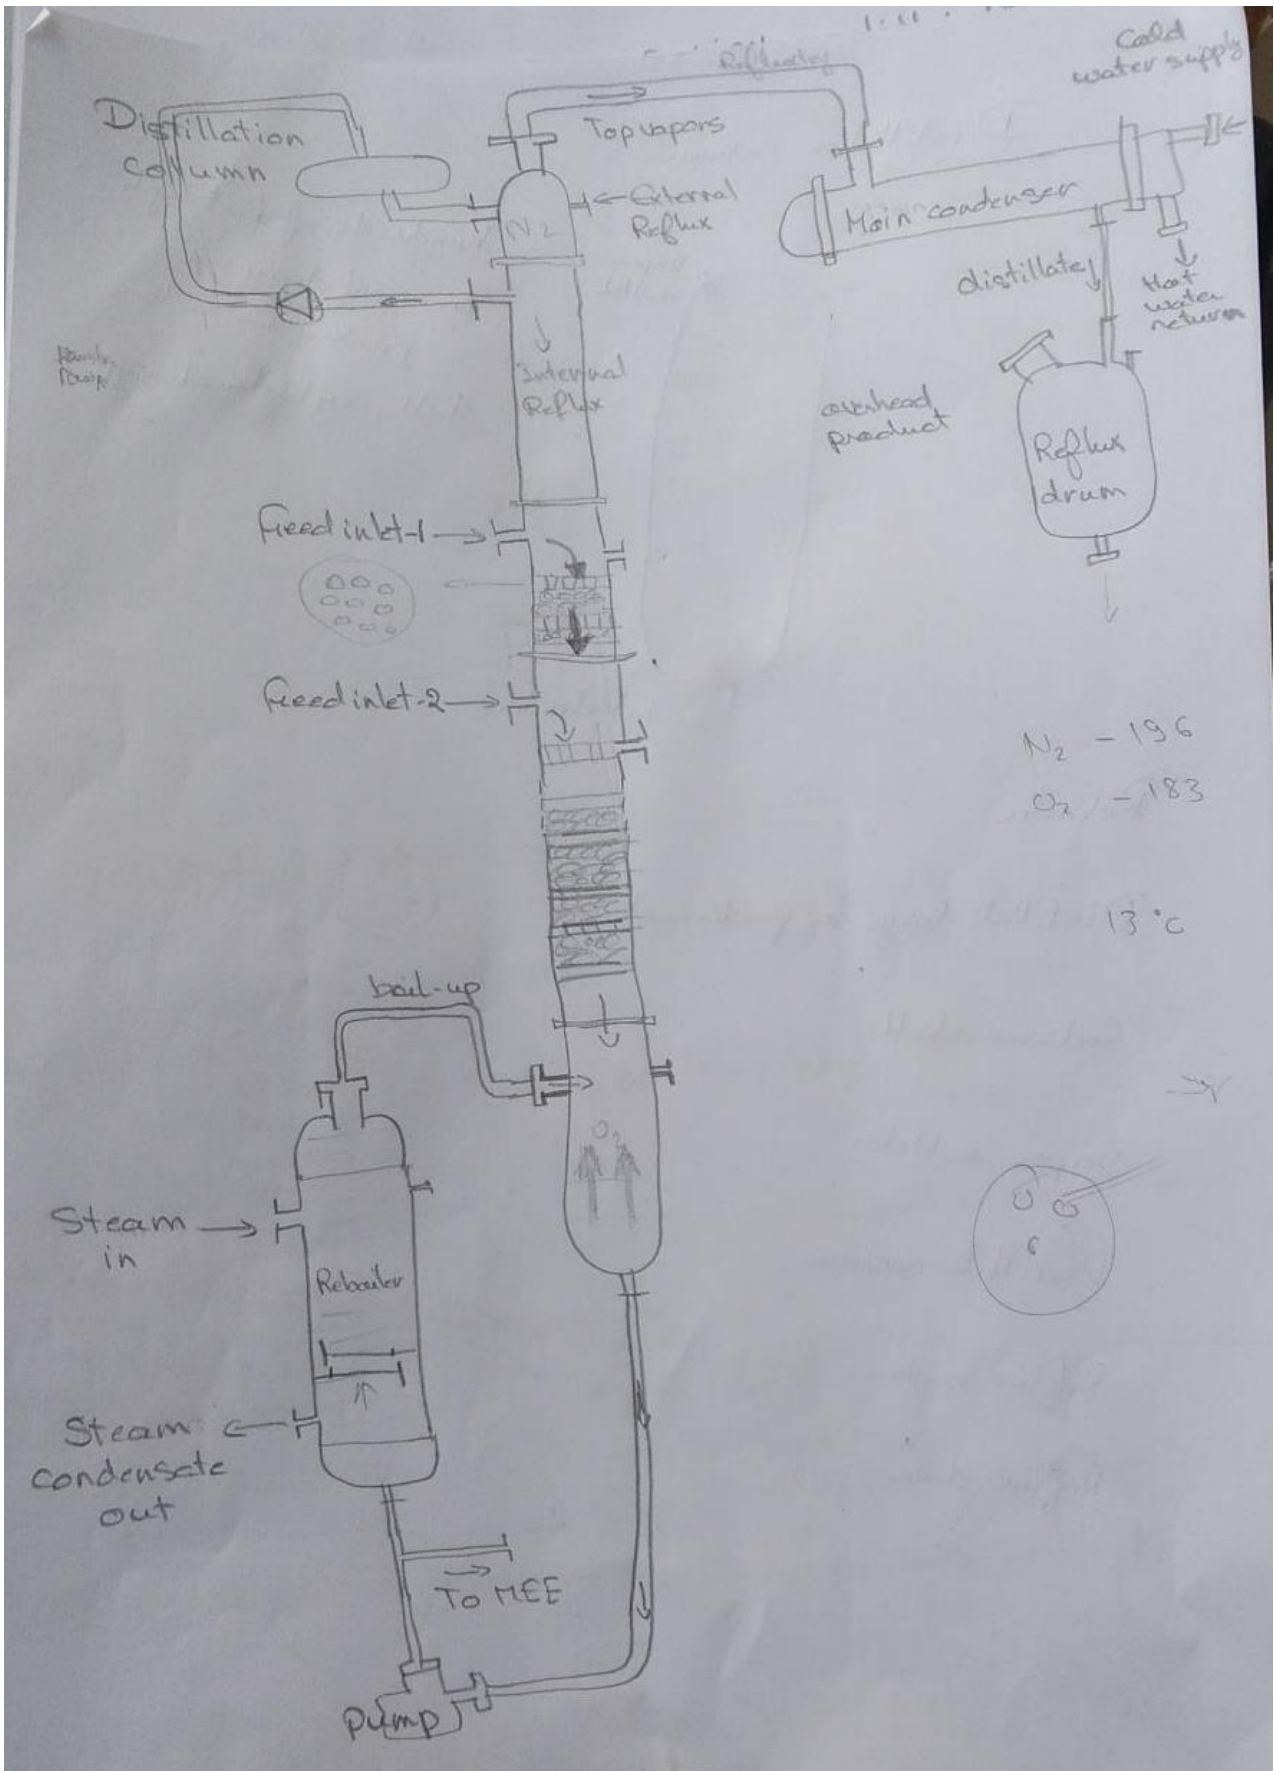 Cold
water supply
Distillation
column
Top vapors
External
Reflux
N2
Main condenser
distillate
Hot
water
return
Internal
Reflux
overhead
product
Reflux
drum
Feed inlet-1
Feed inlet-2
N2 - 196
O2 - 183
13°C
boil-up
O2
Steam
in
Reboiler
Steam
condensate
out
To MEE
pump